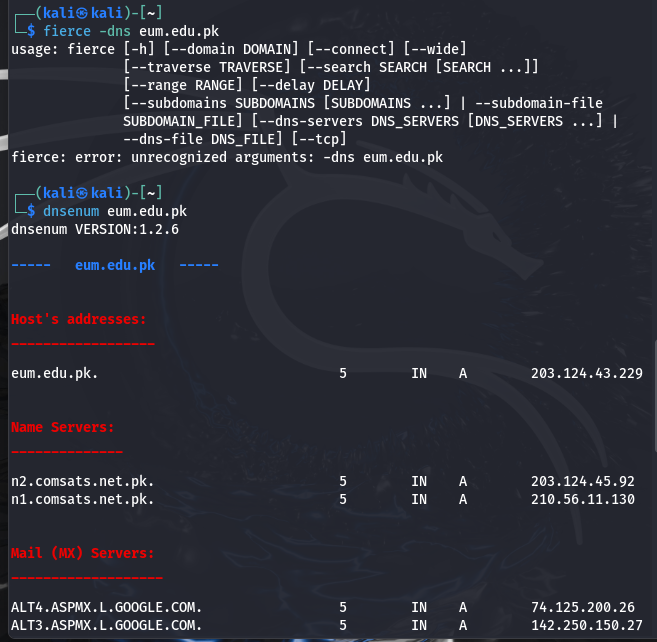 ┌──(kali㉿kali)-[~]
└─$ fierce -dns eum.edu.pk
usage: fierce [-h] [--domain DOMAIN] [--connect] [--wide]
[--traverse TRAVERSE] [--search SEARCH [SEARCH ...]]
[--range RANGE] [--delay DELAY]
[--subdomains SUBDOMAINS [SUBDOMAINS ...] | --subdomain-file
SUBDOMAIN_FILE] [--dns-servers DNS_SERVERS [DNS_SERVERS ...] |
--dns-file DNS_FILE] [--tcp]
fierce: error: unrecognized arguments: -dns eum.edu.pk
┌──(kali㉿kali)-[~]
└─$ dnsenum eum.edu.pk
dnsenum VERSION:1.2.6
----- eum.edu.pk -----
Host's addresses:
__________________
eum.edu.pk. 5 IN A 203.124.43.229
Name Servers:
______________
n2.comsats.net.pk. 5 IN A 203.124.45.92
n1.comsats.net.pk. 5 IN A 210.56.11.130
Mail (MX) Servers:
___________________
ALT4.ASPMX.L.GOOGLE.COM. 5 IN A 74.125.200.26
ALT3.ASPMX.L.GOOGLE.COM. 5 IN A 142.250.150.27